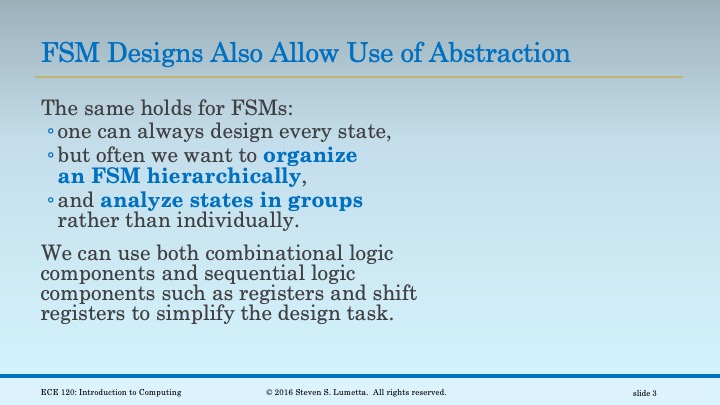 FSM Designs Also Allow Use of Abstraction
The same holds for FSMs:
◦one can always design every state,
◦but often we want to organize
an FSM hierarchically,
◦and analyze states in groups
rather than individually.
We can use both combinational logic
components and sequential logic
components such as registers and shift
registers to simplify the design task.
ECE 120: Introduction to Computing
© 2016 Steven S. Lumetta.  All rights reserved.
slide 3